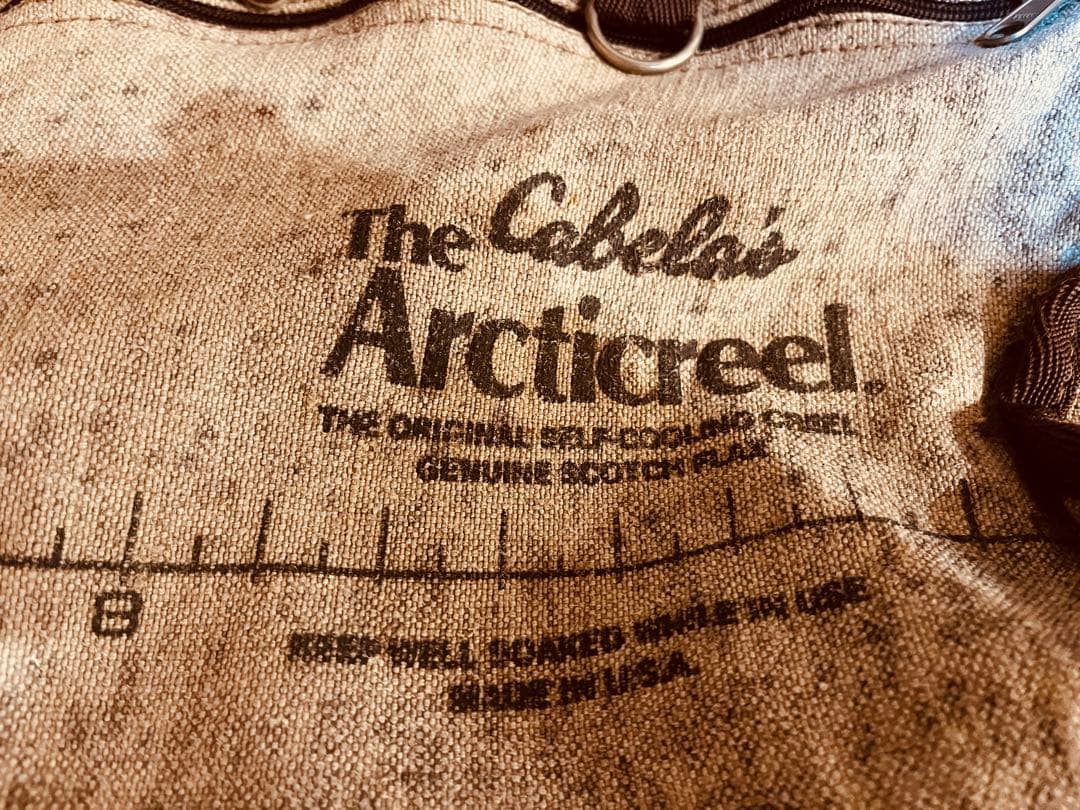 The Cabela's
Arcticreel®
THE ORIGINAL SELF-COOLING CREEL
GENUINE SCOTCH FLAX
8
KEEP WELL SOAKED WHILE IN USE
MADE IN U.S.A.